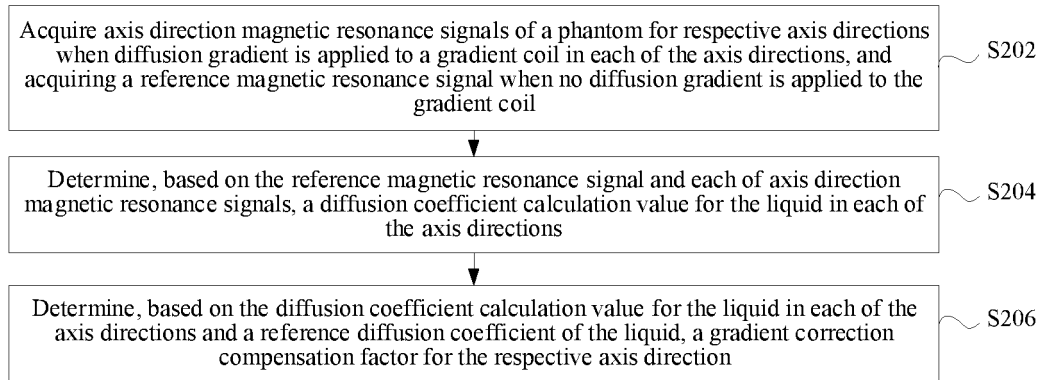 Acquire axis direction magnetic resonance signals of a phantom for respective axis directions
when diffusion gradient is applied to a gradient coil in each of the axis directions, and
acquiring a reference magnetic resonance signal when no diffusion gradient is applied to the
gradient coil
S202
Determine, based on the reference magnetic resonance signal and each of axis direction
magnetic resonance signals, a diffusion coefficient calculation value for the liquid in each of
the axis directions
S204
Determine, based on the diffusion coefficient calculation value for the liquid in each of the
axis directions and a reference diffusion coefficient of the liquid, a gradient correction
compensation factor for the respective axis direction
S206